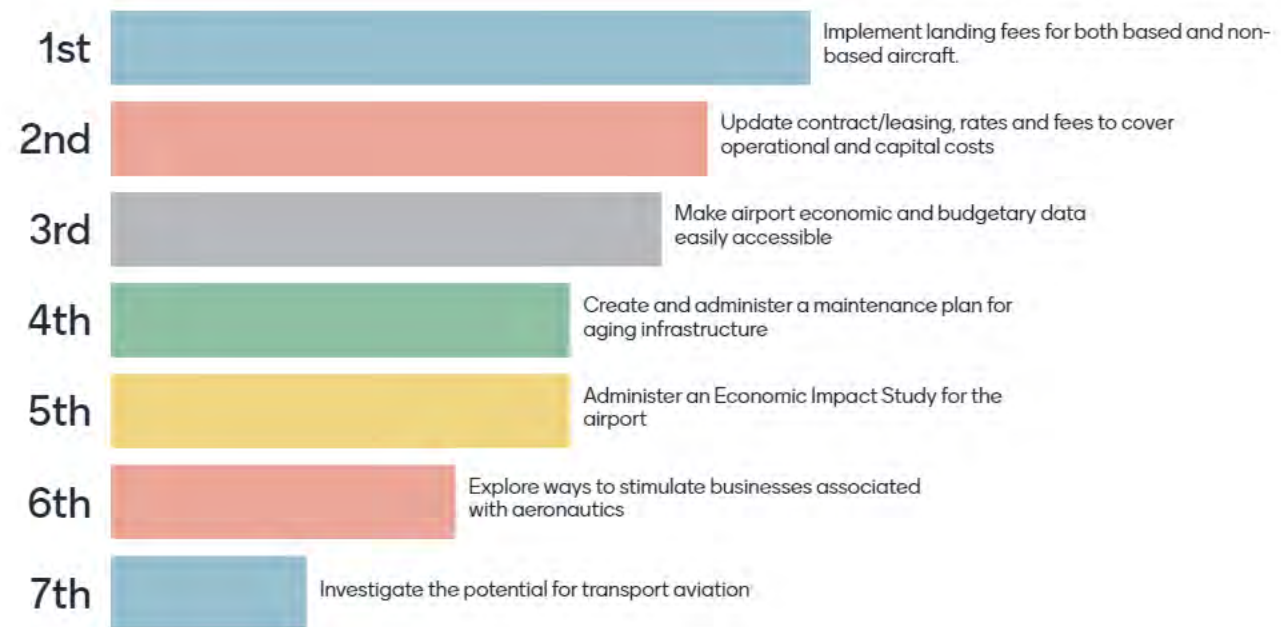 1st
Implement landing fees for both based and non-
based aircraft.
2nd
Update contract/leasing, rates and fees to cover
operational and capital costs
3rd
Make airport economic and budgetary data
easily accessible
4th
Create and administer a maintenance plan for
aging infrastructure
5th
Administer an Economic Impact Study for the
airport
6th
Explore ways to stimulate businesses associated
with aeronautics
7th
Investigate the potential for transport aviation